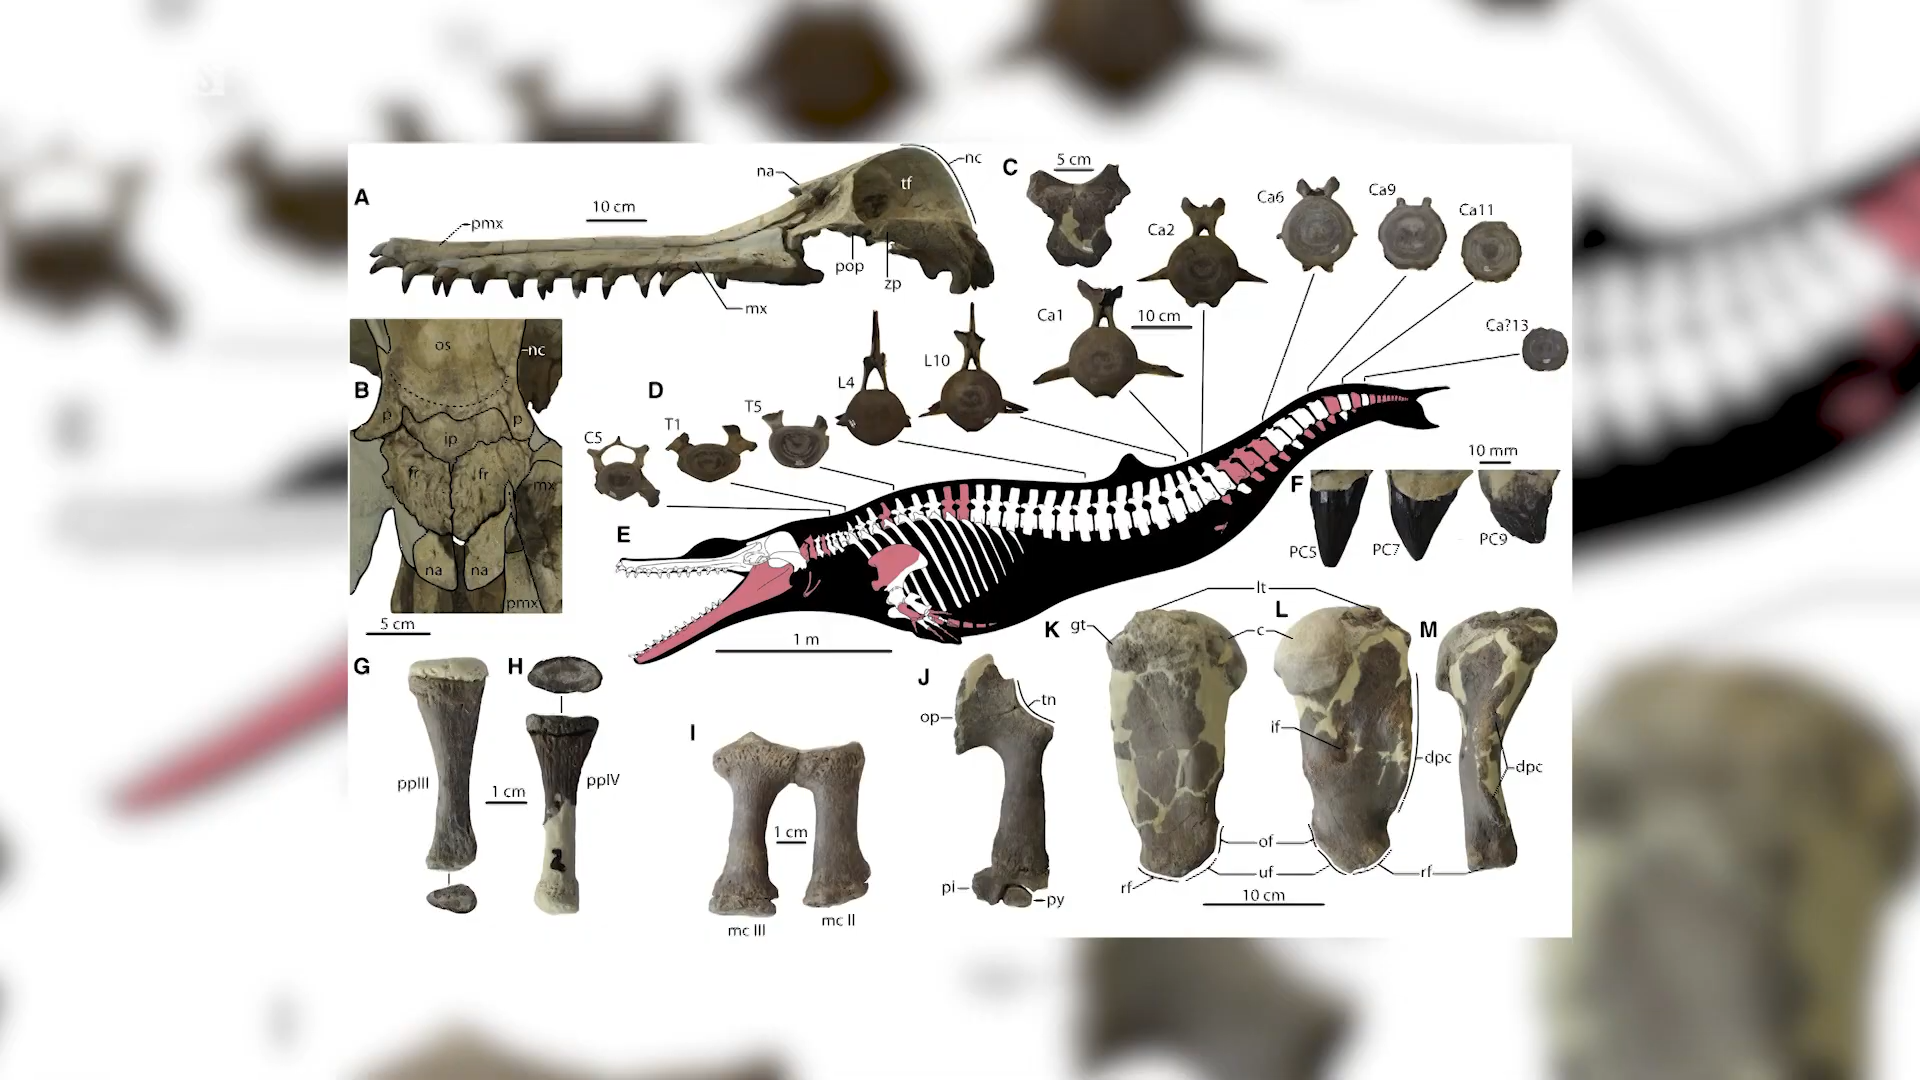 A
na
nc
tf
10 cm
pmx
pop
zp
mx
B
os
nc
p
p
ip
fr
fr
mx
na
na
pmx
5 cm
C
5 cm
D
C5
T1
T5
L4
L10
Ca1
10 cm
Ca2
Ca6
Ca9
Ca11
Ca?13
E
1 m
F
10 mm
PC5
PC7
PC9
G
ppIII
1 cm
H
ppIV
2
I
1 cm
mc III
mc II
J
op
tn
pi
py
K
gt
lt
c
L
if
dpc
M
dpc
of
uf
rf
rf
10 cm